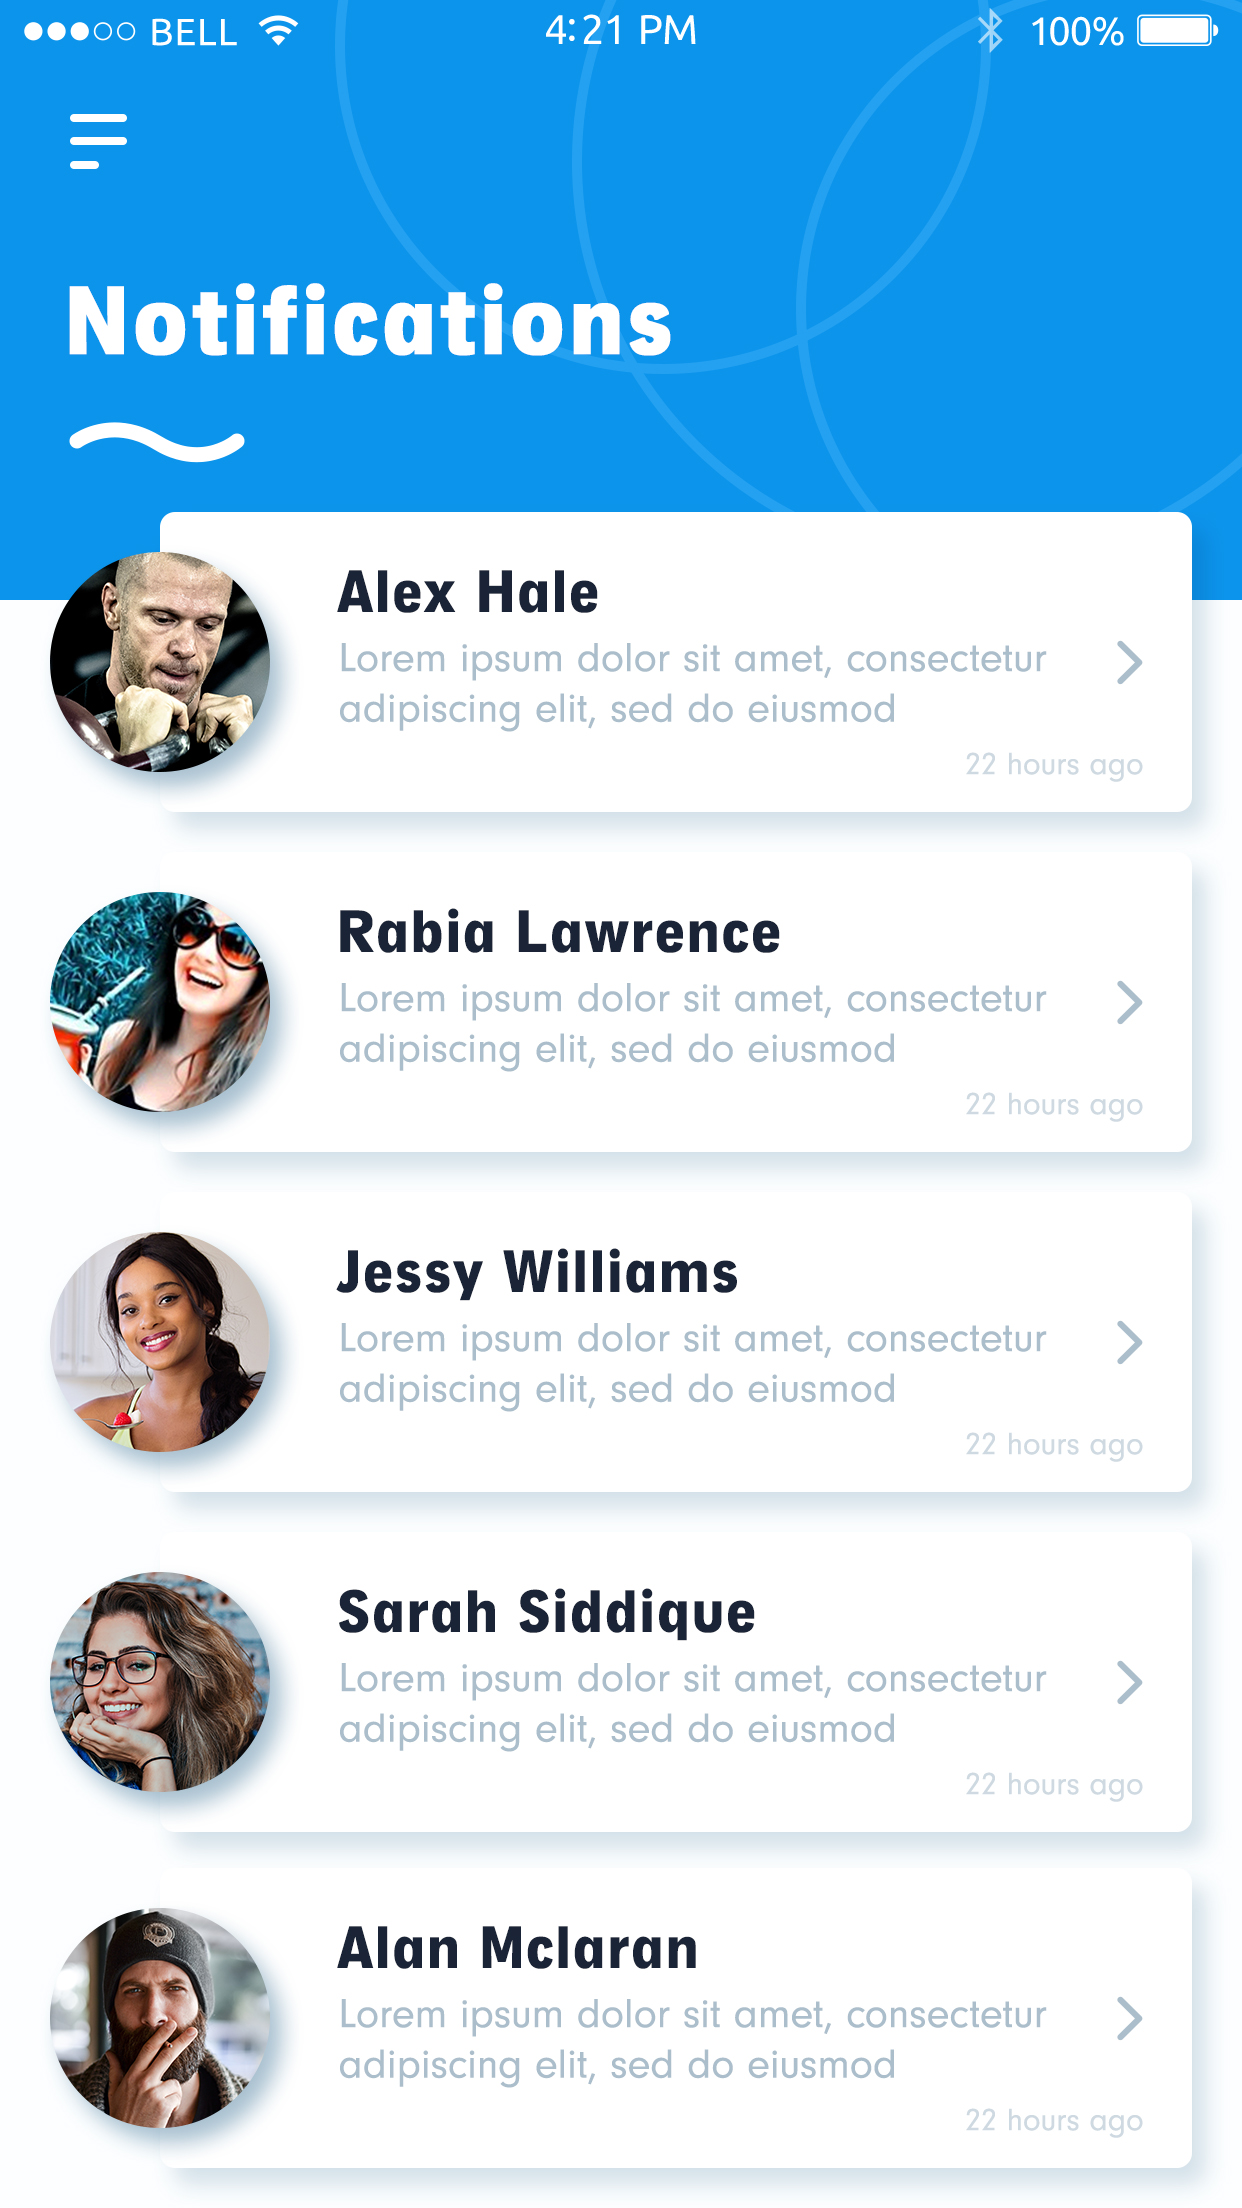 BELL 4:21 PM 100%
Notifications
Alex Hale
Lorem ipsum dolor sit amet, consectetur
adipiscing elit, sed do eiusmod
22 hours ago
Rabia Lawrence
Lorem ipsum dolor sit amet, consectetur
adipiscing elit, sed do eiusmod
22 hours ago
Jessy Williams
Lorem ipsum dolor sit amet, consectetur
adipiscing elit, sed do eiusmod
22 hours ago
Sarah Siddique
Lorem ipsum dolor sit amet, consectetur
adipiscing elit, sed do eiusmod
22 hours ago
Alan Mclaran
Lorem ipsum dolor sit amet, consectetur
adipiscing elit, sed do eiusmod
22 hours ago